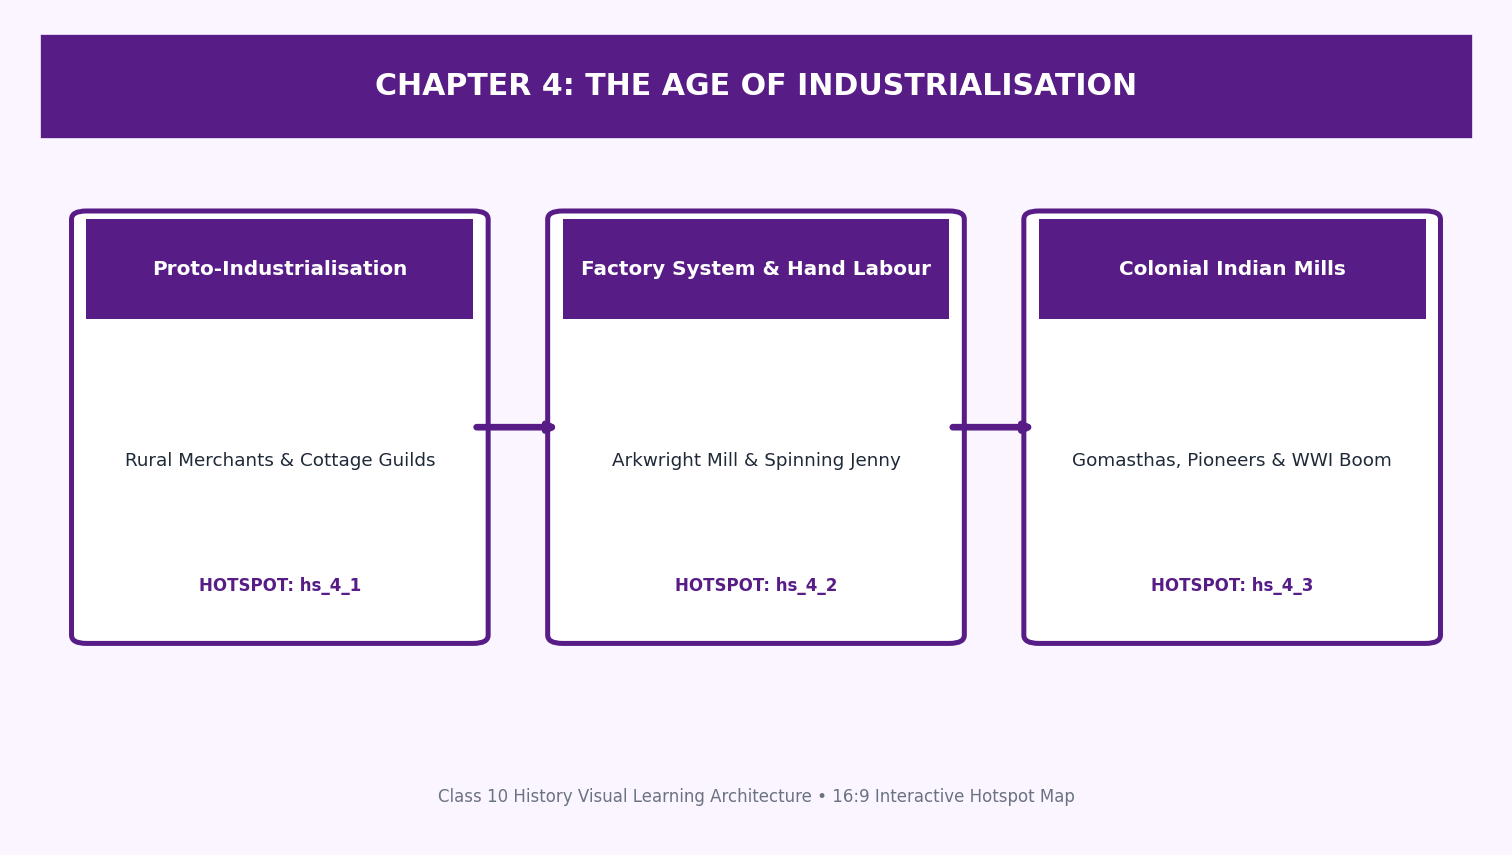 CHAPTER 4: THE AGE OF INDUSTRIALISATION
Proto-Industrialisation
Rural Merchants & Cottage Guilds
HOTSPOT: hs_4_1
Factory System & Hand Labour
Arkwright Mill & Spinning Jenny
HOTSPOT: hs_4_2
Colonial Indian Mills
Gomasthas, Pioneers & WWI Boom
HOTSPOT: hs_4_3
Class 10 History Visual Learning Architecture • 16:9 Interactive Hotspot Map